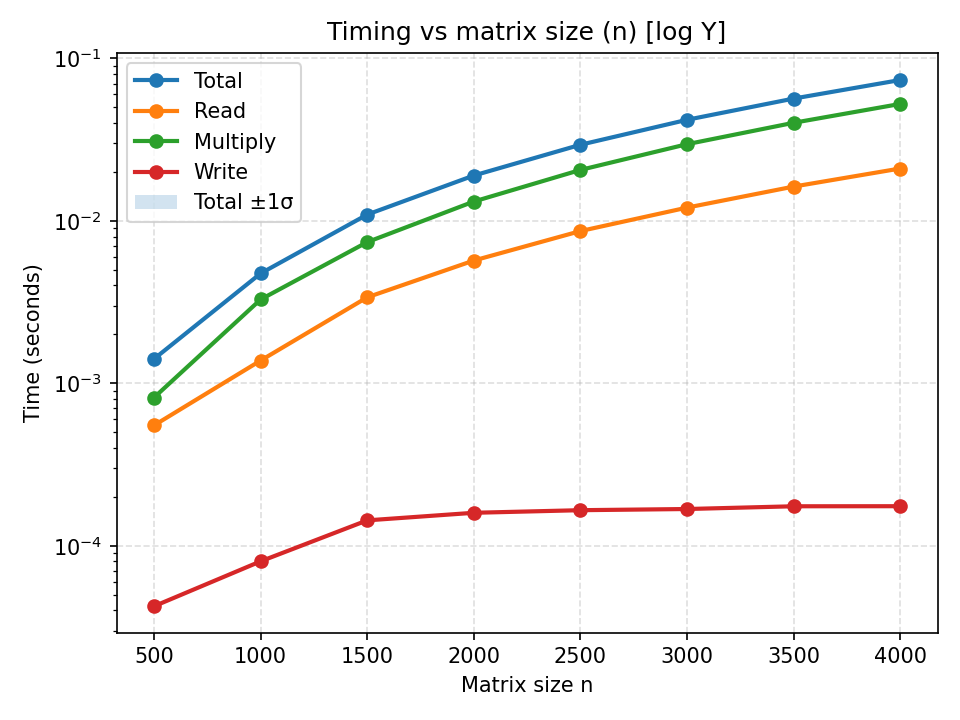 Timing vs matrix size (n) [log Y]
Total
Read
Multiply
Write
Total ±1σ
Time (seconds)
10⁻¹
10⁻²
10⁻³
10⁻⁴
500 1000 1500 2000 2500 3000 3500 4000
Matrix size n